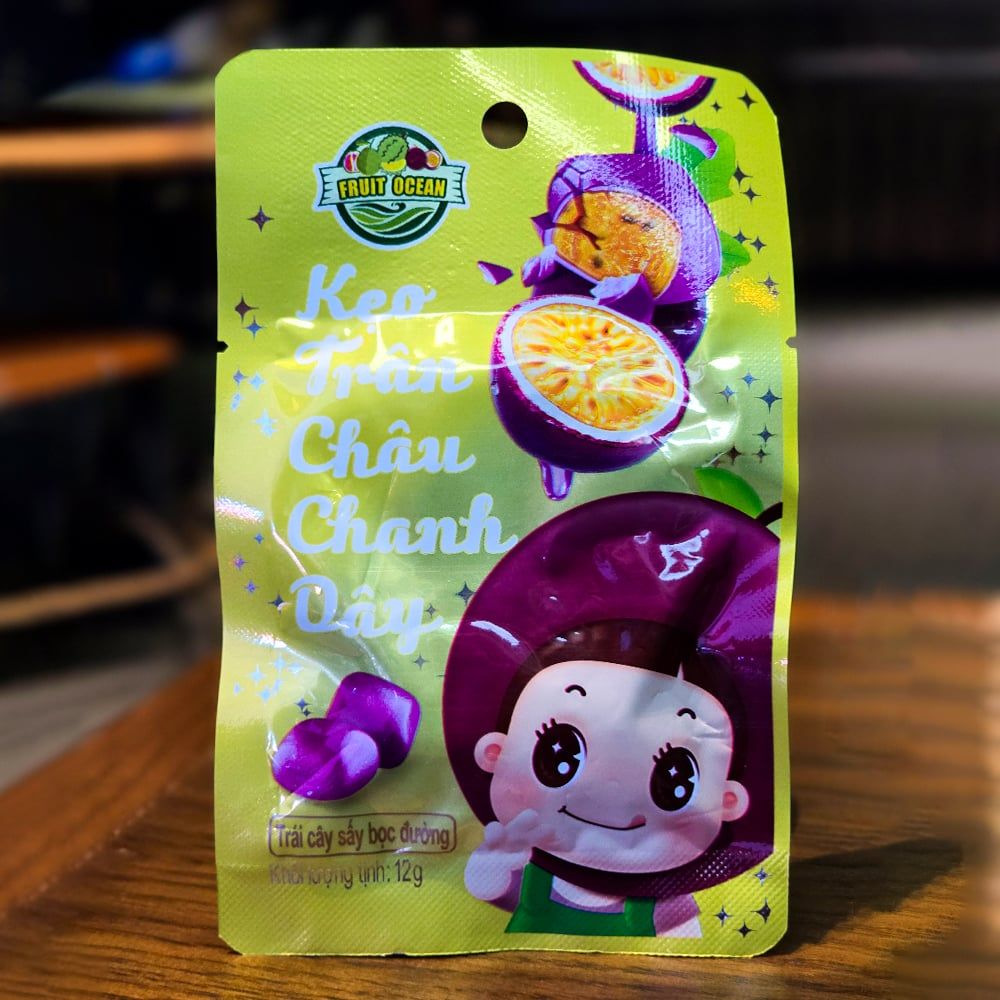 FRUIT OCEAN
Kẹo
Trân
Châu
Chanh
Dây
Trái cây sấy bọc đường
Khối lượng tịnh: 12g